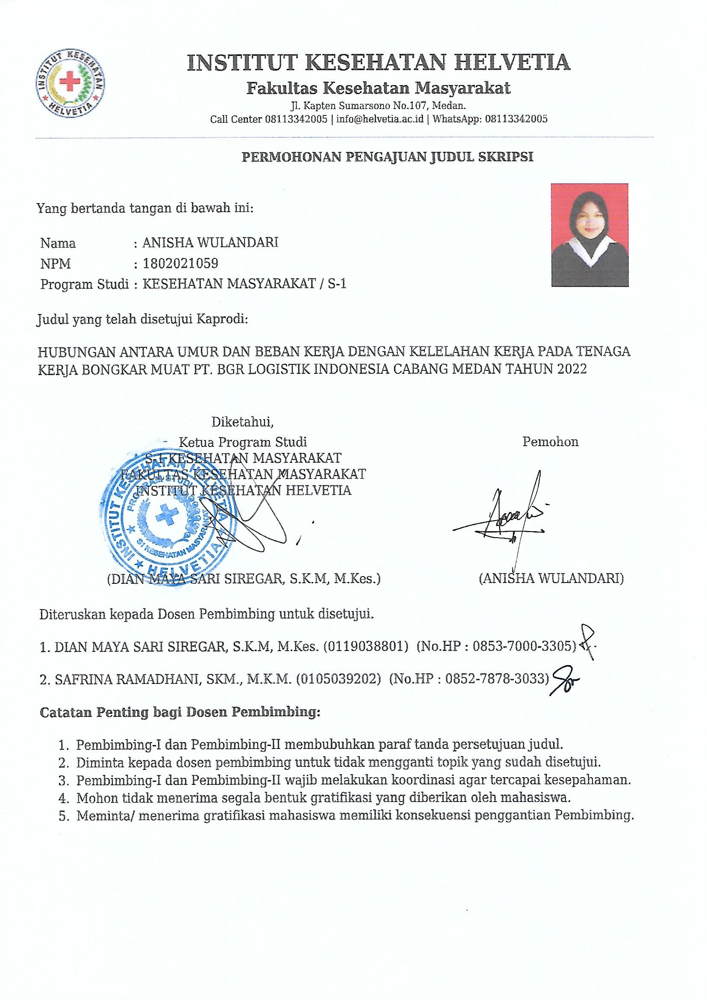 INSTITUT KESEHATAN
HELVETIA
INSTITUT KESEHATAN HELVETIA
Fakultas Kesehatan Masyarakat
Jl. Kapten Sumarsono No.107, Medan.
Call Center 08113342005 | info@helvetia.ac.id | WhatsApp: 08113342005
PERMOHONAN PENGAJUAN JUDUL SKRIPSI
Yang bertanda tangan di bawah ini:
Nama : ANISHA WULANDARI
NPM : 1802021059
Program Studi : KESEHATAN MASYARAKAT / S-1
Judul yang telah disetujui Kaprodi:
HUBUNGAN ANTARA UMUR DAN BEBAN KERJA DENGAN KELELAHAN KERJA PADA TENAGA
KERJA BONGKAR MUAT PT. BGR LOGISTIK INDONESIA CABANG MEDAN TAHUN 2022
Diketahui,
Ketua Program Studi
S-1 KESEHATAN MASYARAKAT
FAKULTAS KESEHATAN MASYARAKAT
INSTITUT KESEHATAN HELVETIA
Pemohon
INSTITUT KESEHATAN HELVETIA
PROGRAM STUDI
S1 KESEHATAN MASYARAKAT
HELVETIA
(DIAN MAYA SARI SIREGAR, S.K.M, M.Kes.)
(ANISHA WULANDARI)
Diteruskan kepada Dosen Pembimbing untuk disetujui.
1. DIAN MAYA SARI SIREGAR, S.K.M, M.Kes. (0119038801) (No.HP : 0853-7000-3305)
2. SAFRINA RAMADHANI, SKM., M.K.M. (0105039202) (No.HP : 0852-7878-3033)
Catatan Penting bagi Dosen Pembimbing:
1. Pembimbing-I dan Pembimbing-II membubuhkan paraf tanda persetujuan judul.
2. Diminta kepada dosen pembimbing untuk tidak mengganti topik yang sudah disetujui.
3. Pembimbing-I dan Pembimbing-II wajib melakukan koordinasi agar tercapai kesepahaman.
4. Mohon tidak menerima segala bentuk gratifikasi yang diberikan oleh mahasiswa.
5. Meminta/ menerima gratifikasi mahasiswa memiliki konsekuensi penggantian Pembimbing.